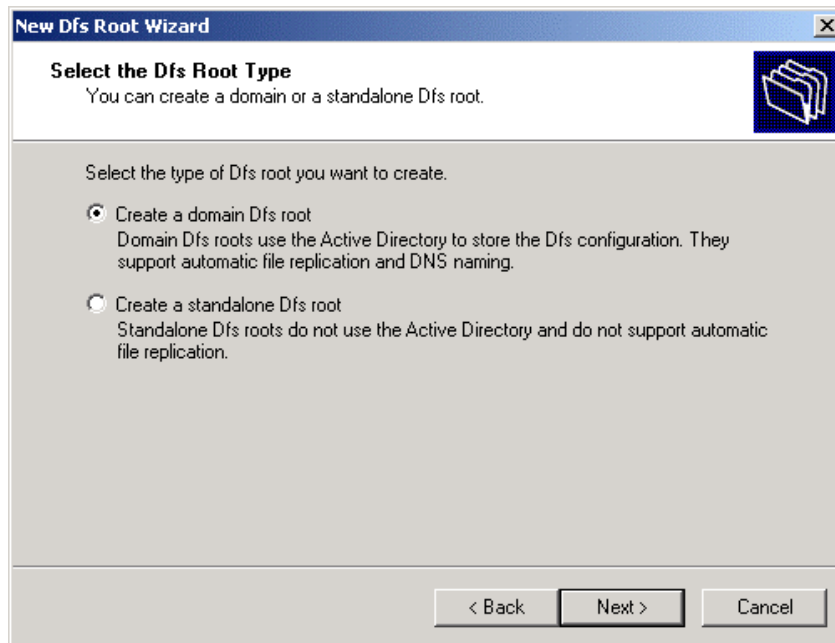 New Dfs Root Wizard
Select the Dfs Root Type
You can create a domain or a standalone Dfs root.
Select the type of Dfs root you want to create.
Create a domain Dfs root
Domain Dfs roots use the Active Directory to store the Dfs configuration. They
support automatic file replication and DNS naming.
Create a standalone Dfs root
Standalone Dfs roots do not use the Active Directory and do not support automatic
file replication.
< Back
Next >
Cancel